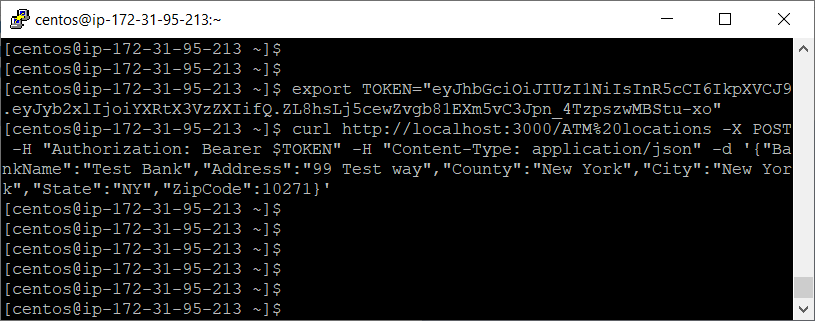 centos@ip-172-31-95-213:~
[centos@ip-172-31-95-213 ~]$
[centos@ip-172-31-95-213 ~]$
[centos@ip-172-31-95-213 ~]$ export TOKEN="eyJhbGciOiJIUzI1NiIsInR5cCI6IkpXVCJ9
.eyJyb2xlIjoiYXRtX3VzZXIifQ.ZL8hsLj5cewZvgb81EXm5vC3Jpn_4TzpszwMBStu-xo"
[centos@ip-172-31-95-213 ~]$ curl http://localhost:3000/ATM%20locations -X POST
 -H "Authorization: Bearer $TOKEN" -H "Content-Type: application/json" -d '{"Ba
nkName":"Test Bank","Address":"99 Test way","County":"New York","City":"New Yor
k","State":"NY","ZipCode":10271}'
[centos@ip-172-31-95-213 ~]$
[centos@ip-172-31-95-213 ~]$
[centos@ip-172-31-95-213 ~]$
[centos@ip-172-31-95-213 ~]$
[centos@ip-172-31-95-213 ~]$
[centos@ip-172-31-95-213 ~]$